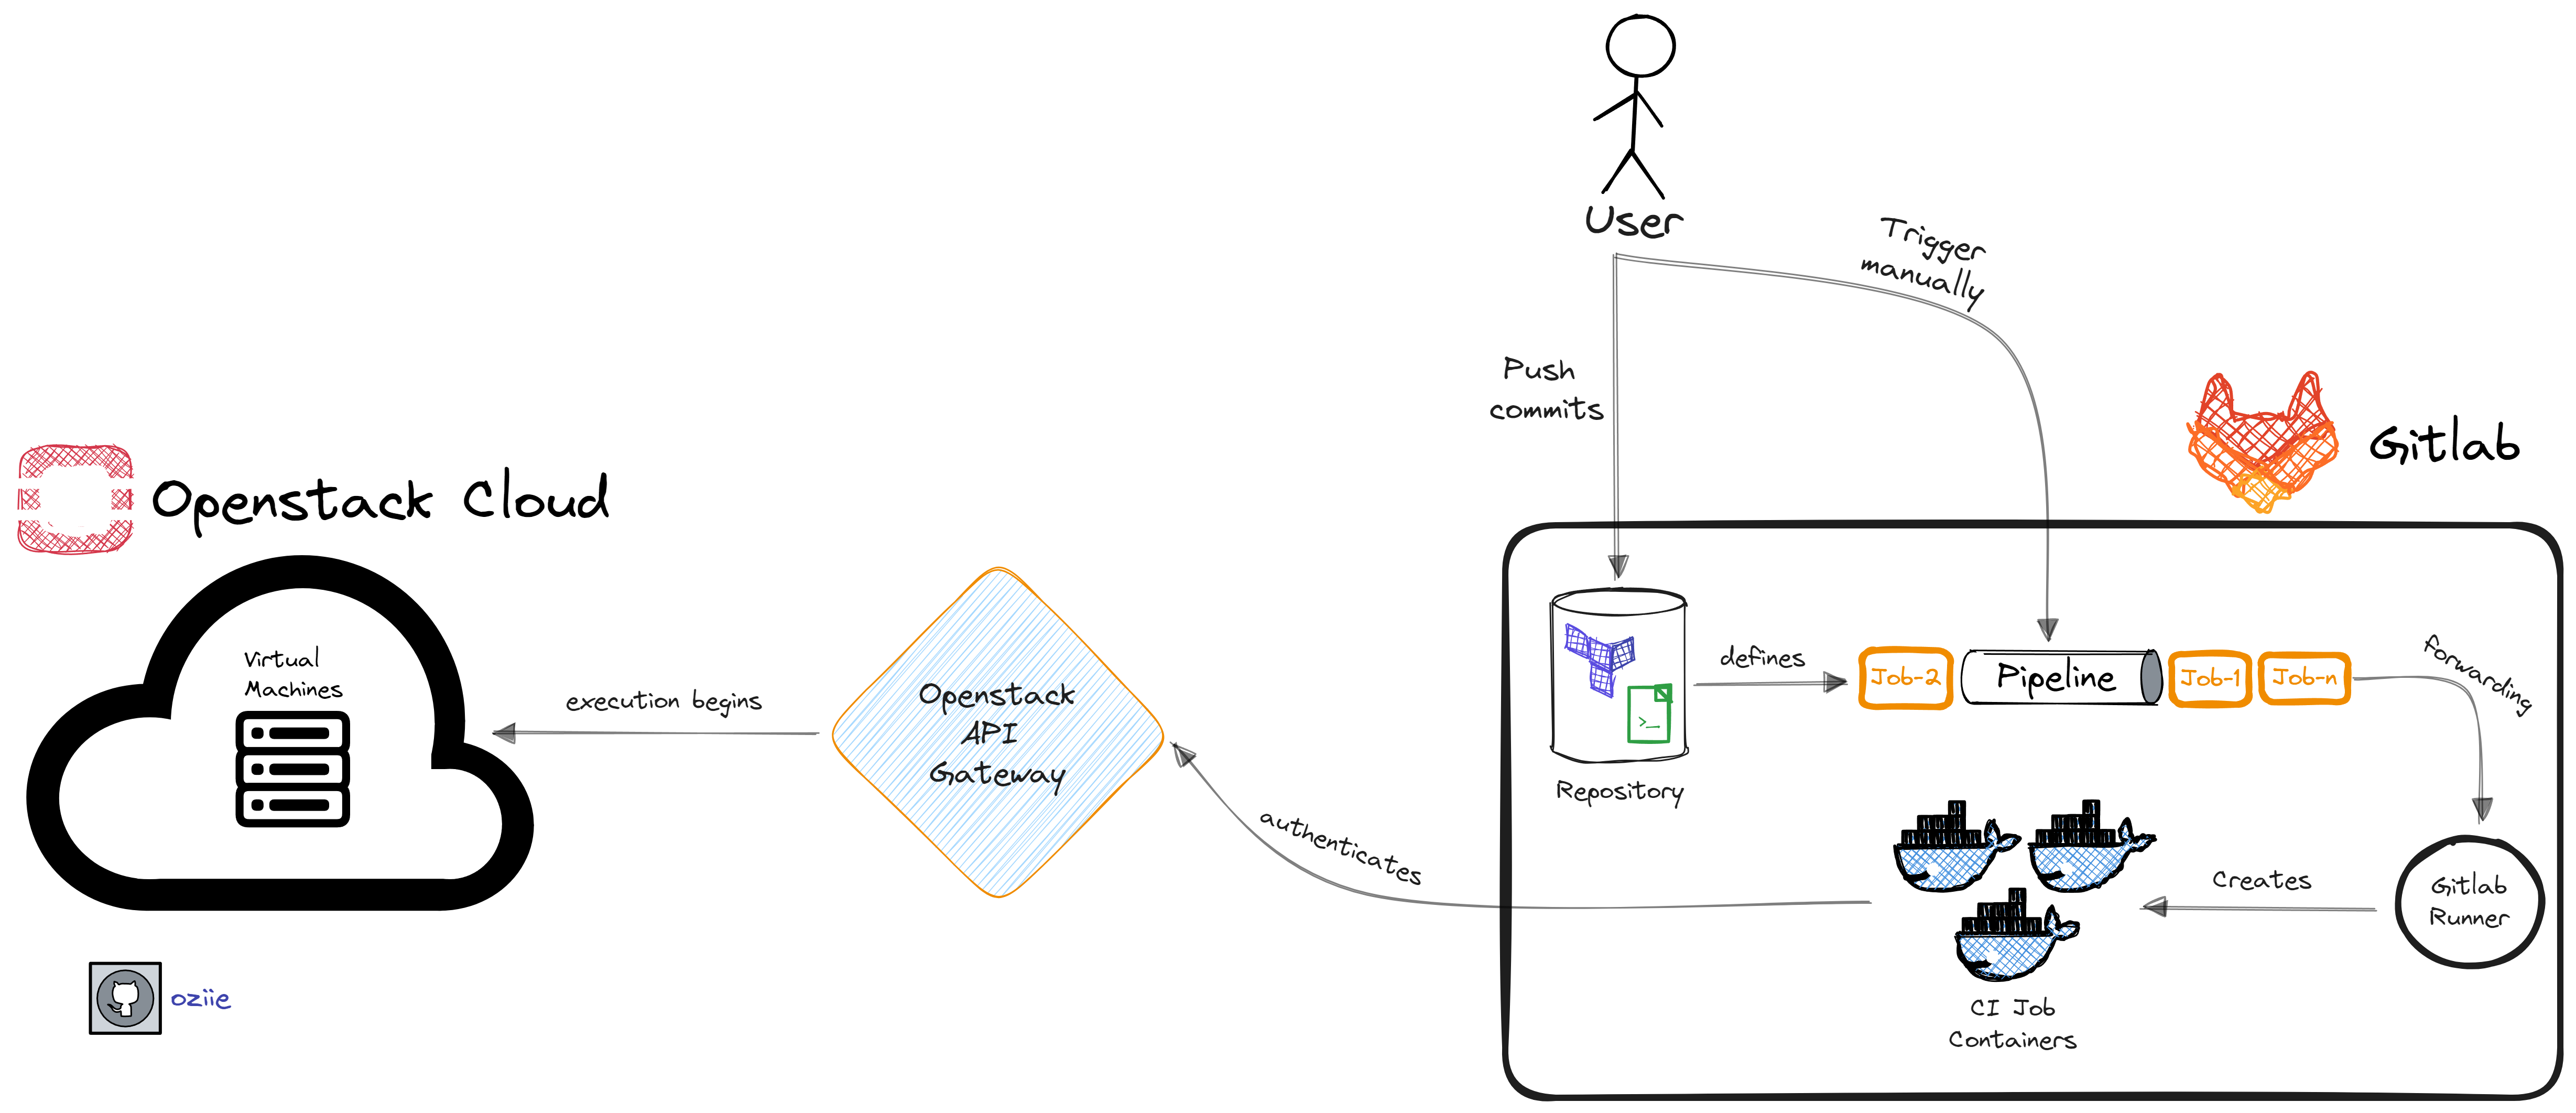 User
Trigger
manually
Push
commits
Gitlab
Openstack Cloud
Virtual
Machines
execution begins
Openstack
API
Gateway
authenticates
>_
Repository
defines
Job-2
Pipeline
Job-1
Job-n
forwarding
Gitlab
Runner
Creates
CI Job
Containers
oziie